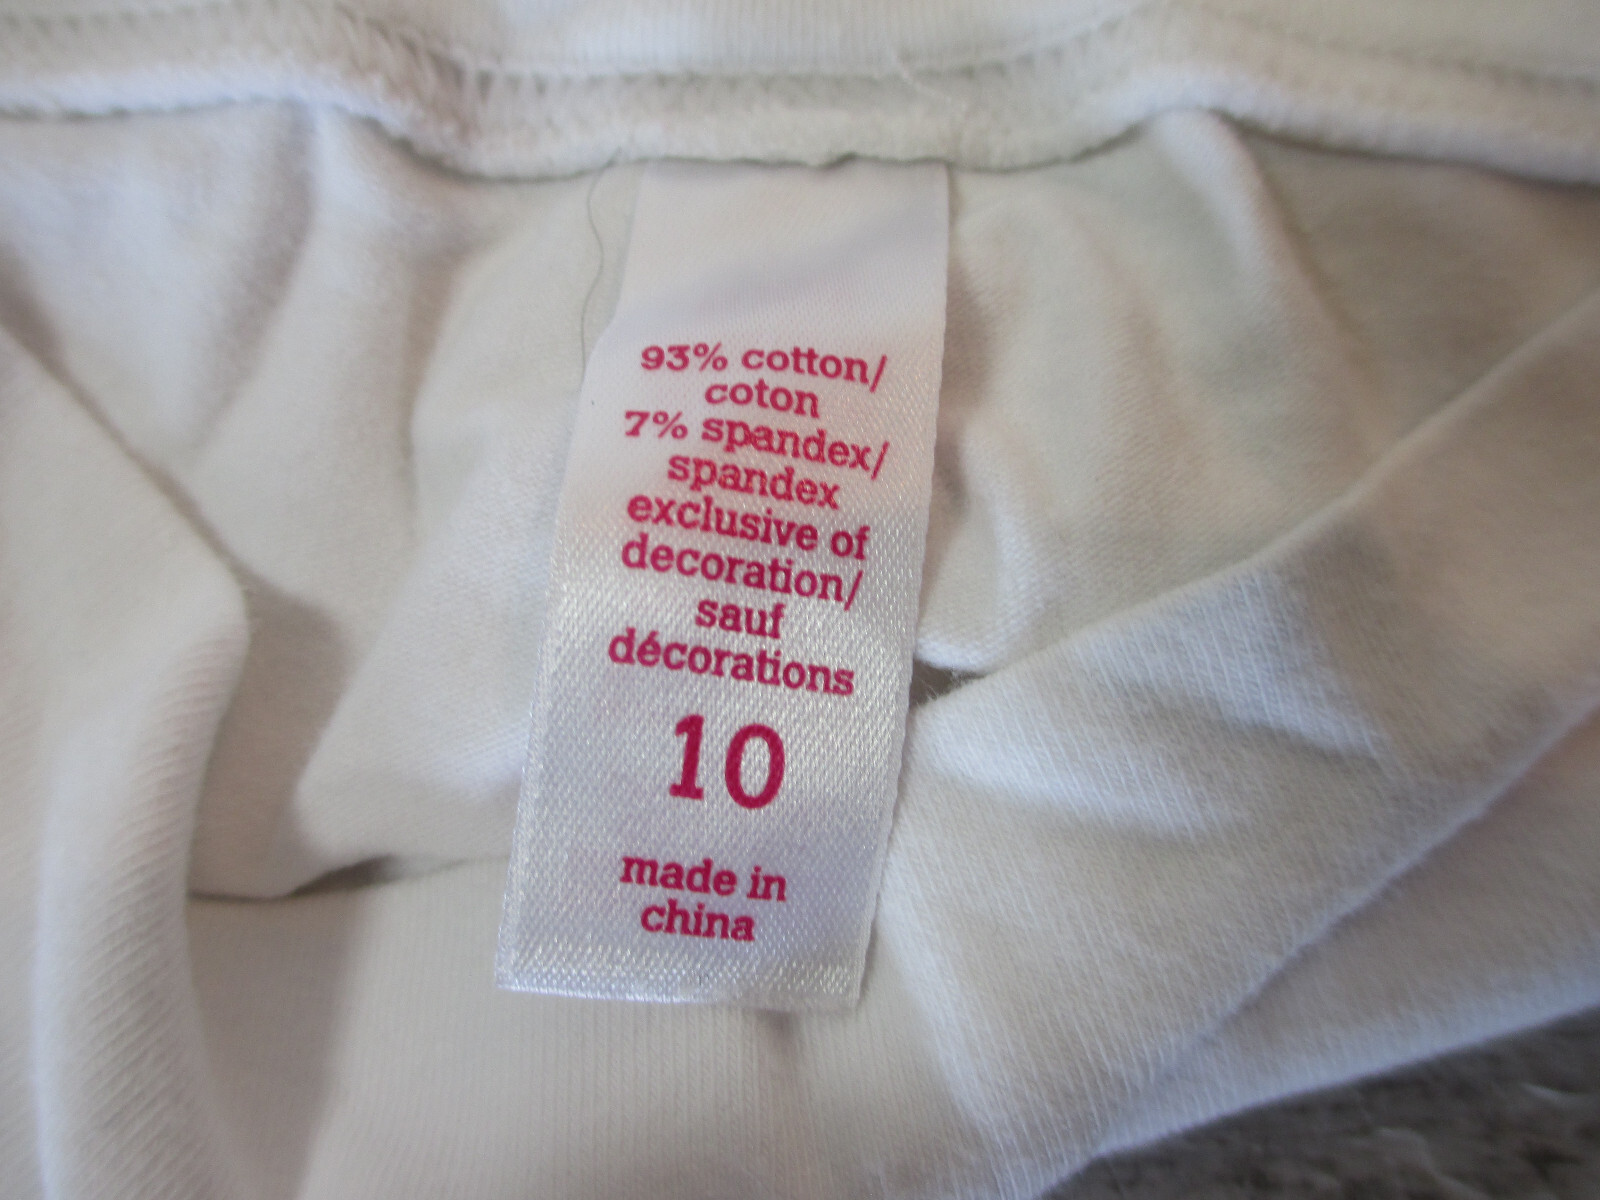 93% cotton/
coton
7% spandex/
spandex
exclusive of
decoration/
sauf
décorations
10
made in
china